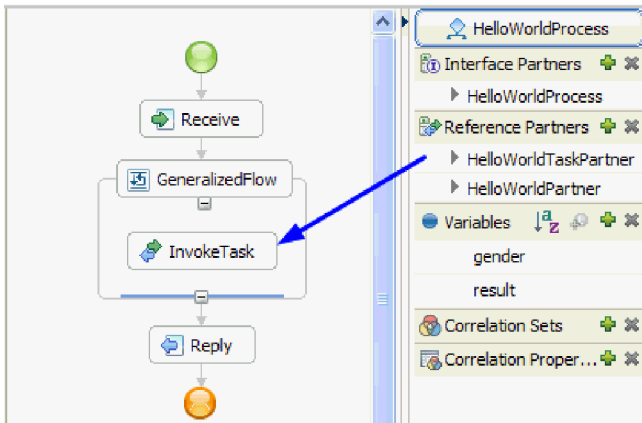 Receive
GeneralizedFlow
InvokeTask
Reply
HelloWorldProcess
Interface Partners
HelloWorldProcess
Reference Partners
HelloWorldTaskPartner
HelloWorldPartner
Variables
gender
result
Correlation Sets
Correlation Proper...